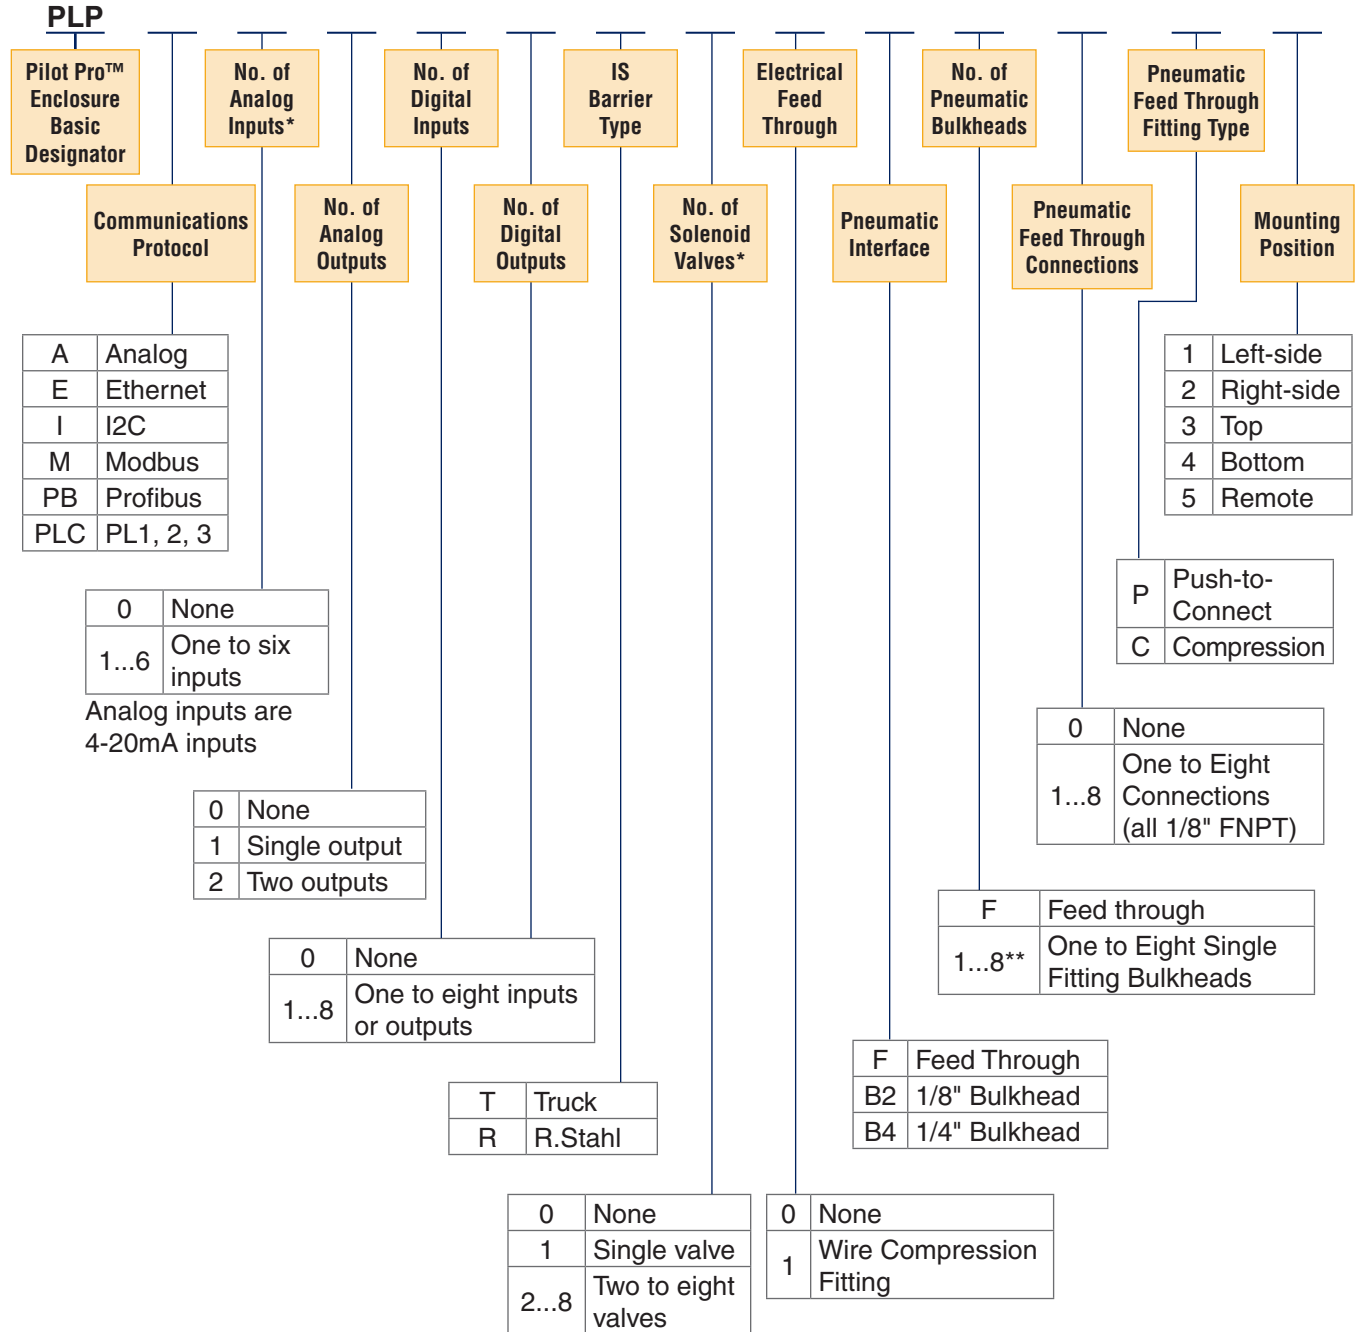 PLP
Pilot Pro™
Enclosure
Basic
Designator
No. of
Analog
Inputs*
No. of
Digital
Inputs
IS
Barrier
Type
Electrical
Feed
Through
No. of
Pneumatic
Bulkheads
Pneumatic
Feed Through
Fitting Type
Communications
Protocol
No. of
Analog
Outputs
No. of
Digital
Outputs
No. of
Solenoid
Valves*
Pneumatic
Interface
Pneumatic
Feed Through
Connections
Mounting
Position
A Analog
E Ethernet
I I2C
M Modbus
PB Profibus
PLC PL1, 2, 3
1 Left-side
2 Right-side
3 Top
4 Bottom
5 Remote
P Push-to-
Connect
C Compression
0 None
1...6 One to six
inputs
Analog inputs are
4-20mA inputs
0 None
1...8 One to Eight
Connections
(all 1/8" FNPT)
0 None
1 Single output
2 Two outputs
F Feed through
1...8** One to Eight Single
Fitting Bulkheads
0 None
1...8 One to eight inputs
or outputs
F Feed Through
B2 1/8" Bulkhead
B4 1/4" Bulkhead
T Truck
R R.Stahl
0 None
1 Single valve
2...8 Two to eight
valves
0 None
1 Wire Compression
Fitting